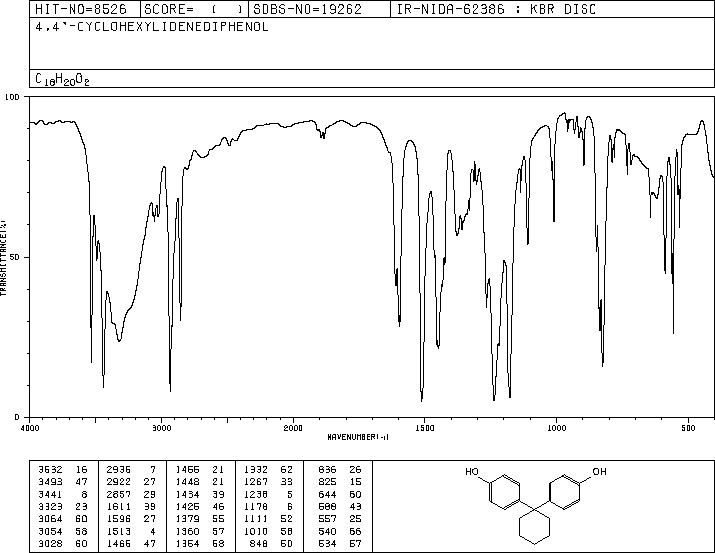 HIT-NO=8526 SCORE= ( ) SDBS-NO=19262 IR-NIDA-62386 : KBR DISC
4,4'-CYCLOHEXYLIDENEDIPHENOL
C18H20O2
100
50
0
TRANSMITTANCE(%)
4000 3000 2000 1500 1000 500
WAVENUMBER(-1)
3532 16 2936 7 1456 21 1332 62 836 26
3493 47 2922 27 1448 21 1267 33 825 15
3441 8 2857 29 1434 39 1238 5 644 60
3323 23 1611 39 1425 46 1178 6 588 43
3064 60 1596 27 1379 55 1111 52 557 25
3054 58 1513 4 1360 57 1010 58 540 56
3028 60 1465 47 1354 58 848 50 534 57
HO OH